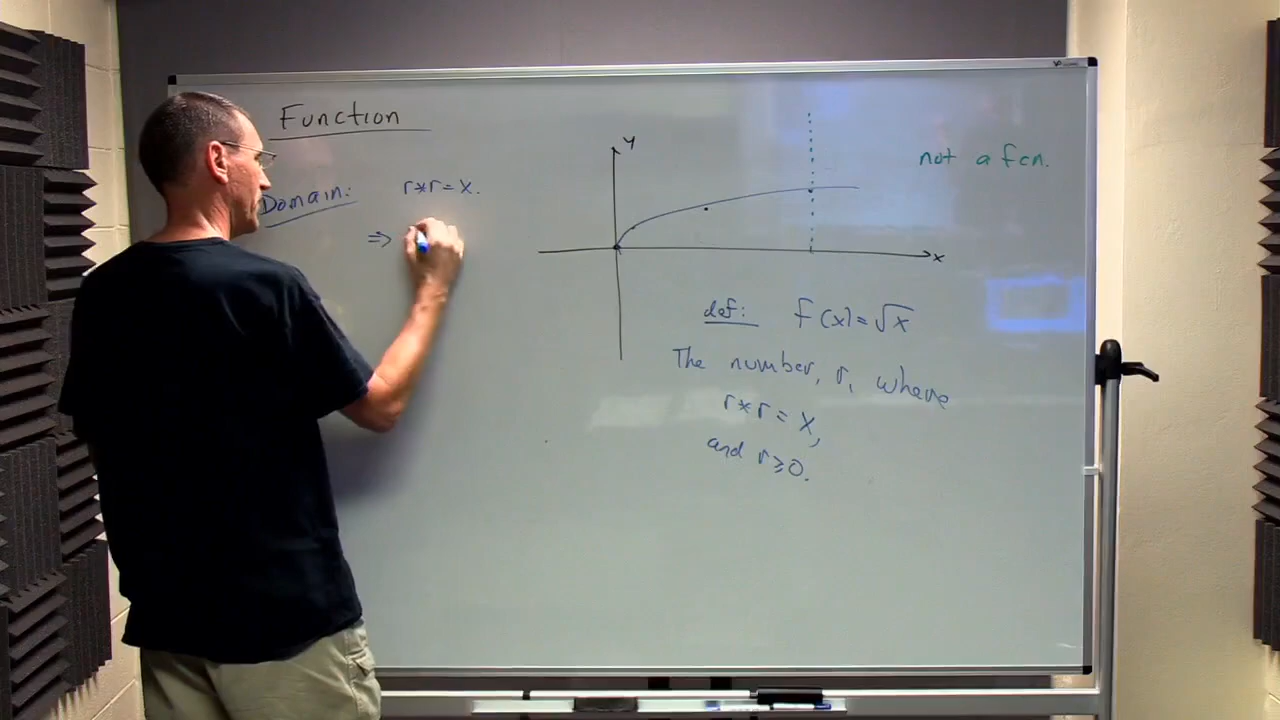 Function
Domain: r*r = x.
⇒
y
x
not a fcn.
def: f(x) = √x
The number, r, where
r*r = x,
and r ≥ 0.